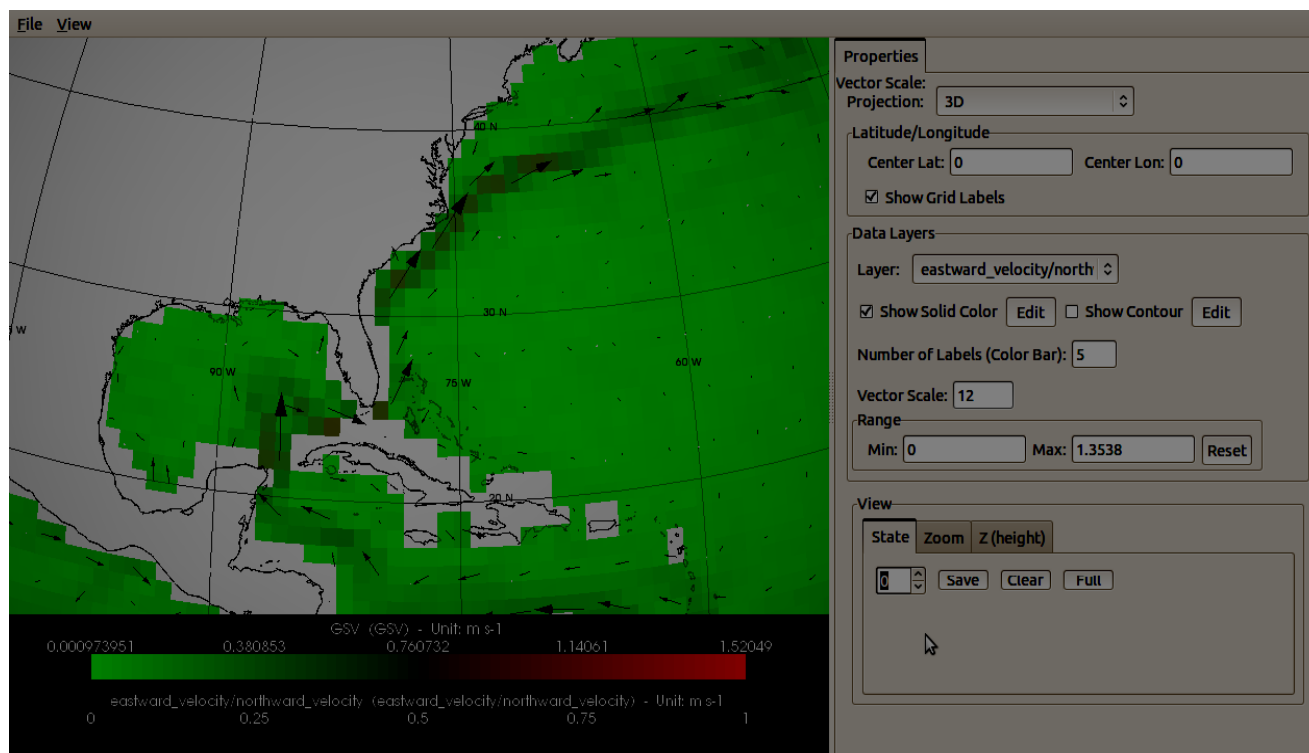 File View
Properties
Vector Scale:
Projection: 3D
Latitude/Longitude
Center Lat: 0 Center Lon: 0
Show Grid Labels
Data Layers
Layer: eastward_velocity/north
Show Solid Color Edit Show Contour Edit
Number of Labels (Color Bar): 5
Vector Scale: 12
Range
Min: 0 Max: 1.3538 Reset
View
State Zoom Z (height)
0 Save Clear Full
40 N
30 N
W
90 W
75 W
60 W
20 N
GSV (GSV) - Unit: m s-1
0.000973951 0.380853 0.760732 1.14061 1.52049
eastward_velocity/northward_velocity (eastward_velocity/northward_velocity) - Unit: m s-1
0 0.25 0.5 0.75 1